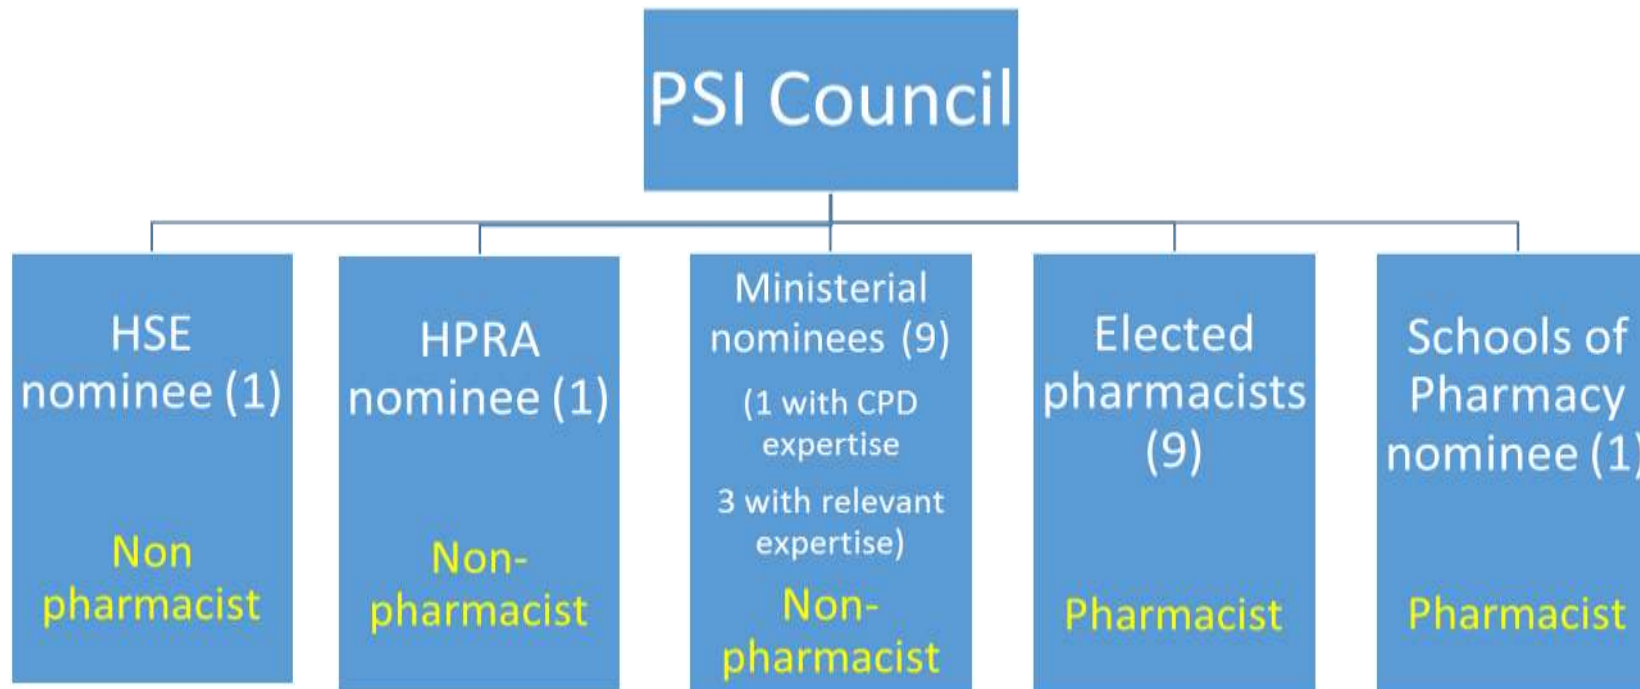 PSI Council
HSE
nominee (1)
Non
pharmacist
HPRA
nominee (1)
Non-
pharmacist
Ministerial
nominees (9)
(1 with CPD
expertise
3 with relevant
expertise)
Non-
pharmacist
Elected
pharmacists
(9)
Pharmacist
Schools of
Pharmacy
nominee (1)
Pharmacist